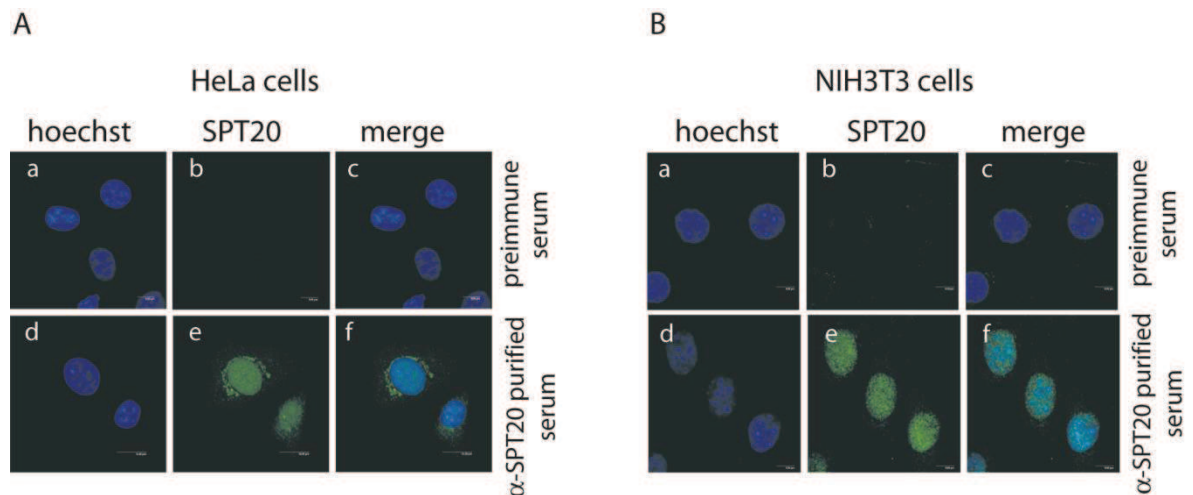 A
HeLa cells
hoechst SPT20 merge
a b c
preimmune
serum
d e f
α-SPT20 purified
serum
B
NIH3T3 cells
hoechst SPT20 merge
a b c
preimmune
serum
d e f
α-SPT20 purified
serum